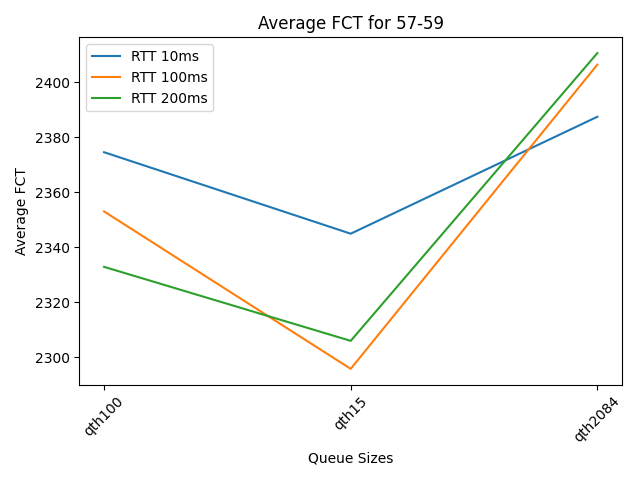 Average FCT for 57-59
RTT 10ms
RTT 100ms
RTT 200ms
Average FCT
2400
2380
2360
2340
2320
2300
qth100
qth15
qth2084
Queue Sizes